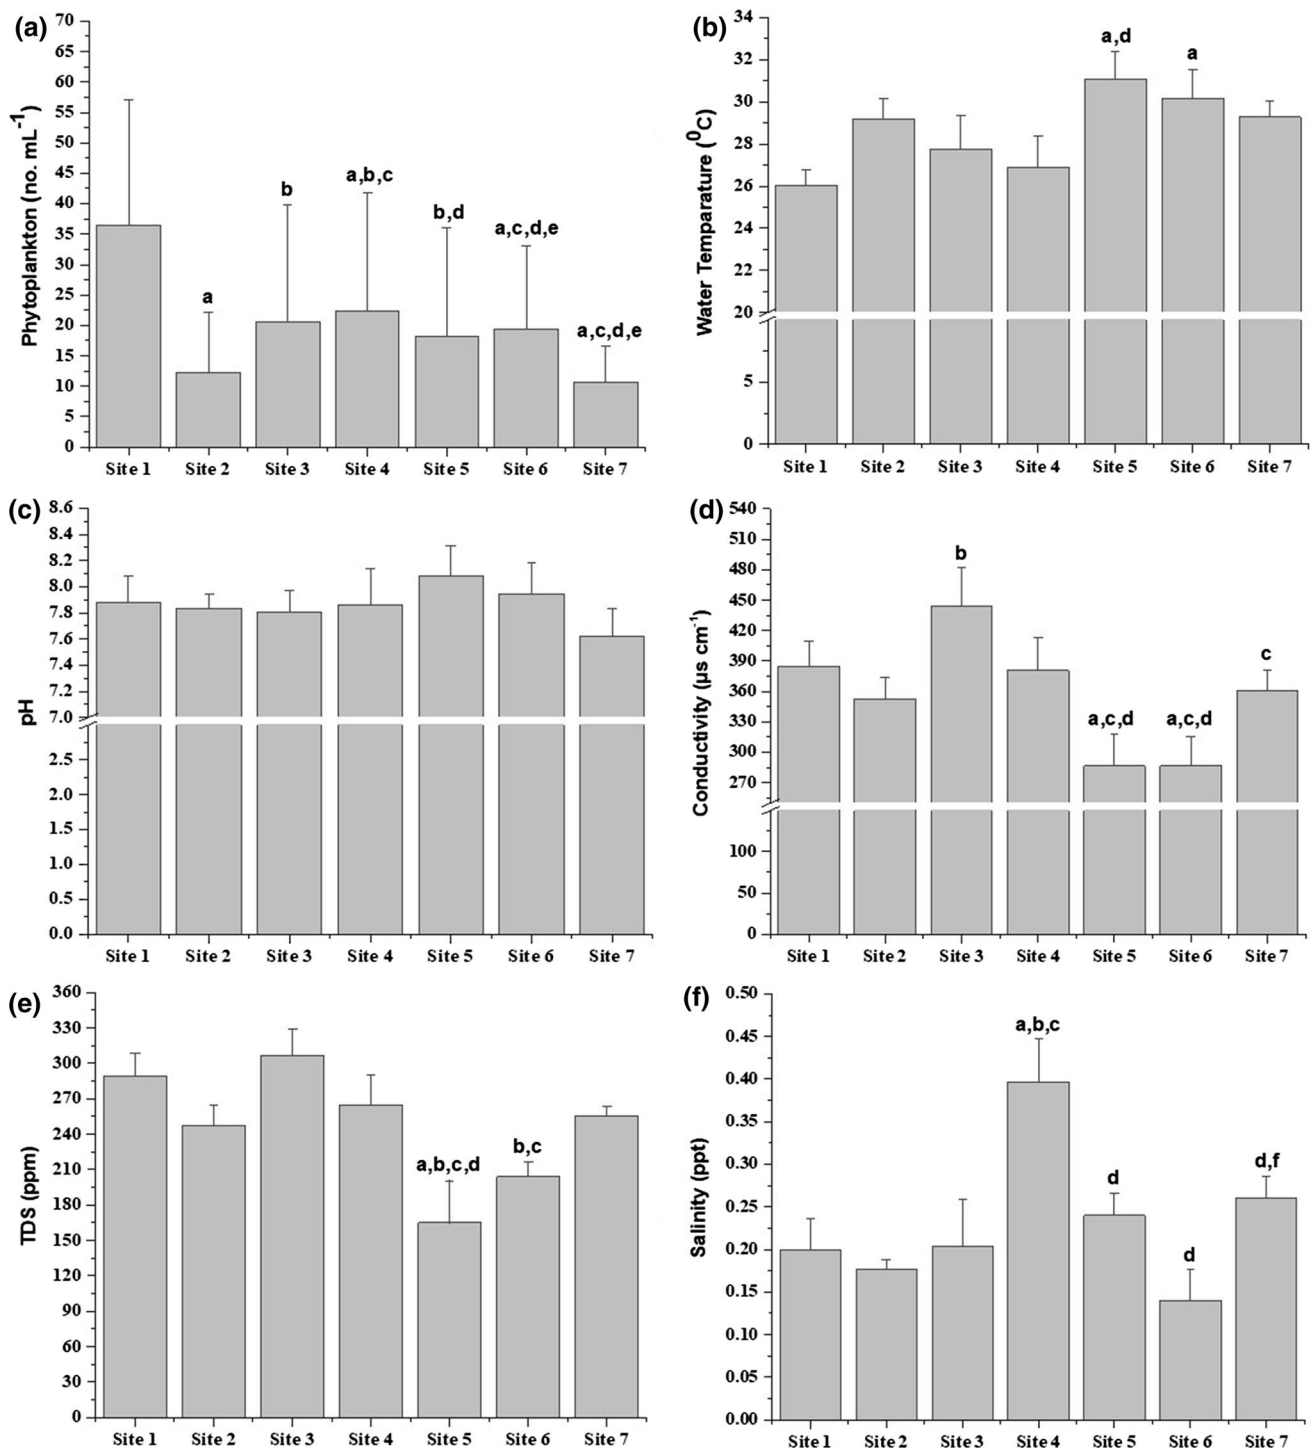 (a)
Phytoplankton (no. mL-1)
70
65
60
55
50
45
40
35
30
25
20
15
10
5
0
a
b
a,b,c
b,d
a,c,d,e
a,c,d,e
Site 1 Site 2 Site 3 Site 4 Site 5 Site 6 Site 7
(b)
Water Temparature (0C)
34
32
30
28
26
24
22
20
5
0
a,d
a
Site 1 Site 2 Site 3 Site 4 Site 5 Site 6 Site 7
(c)
pH
8.6
8.4
8.2
8.0
7.8
7.6
7.4
7.2
7.0
2.5
2.0
1.5
1.0
0.5
0.0
Site 1 Site 2 Site 3 Site 4 Site 5 Site 6 Site 7
(d)
Conductivity (µs cm-1)
540
510
480
450
420
390
360
330
300
270
100
50
0
b
a,c,d
a,c,d
c
Site 1 Site 2 Site 3 Site 4 Site 5 Site 6 Site 7
(e)
TDS (ppm)
360
330
300
270
240
210
180
150
120
90
60
30
0
a,b,c,d
b,c
Site 1 Site 2 Site 3 Site 4 Site 5 Site 6 Site 7
(f)
Salinity (ppt)
0.50
0.45
0.40
0.35
0.30
0.25
0.20
0.15
0.10
0.05
0.00
a,b,c
d
d
d,f
Site 1 Site 2 Site 3 Site 4 Site 5 Site 6 Site 7